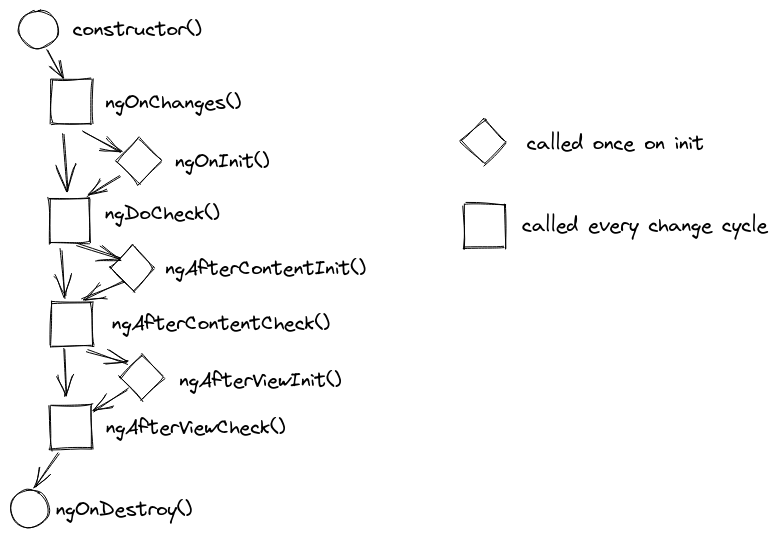 constructor()
ngOnChanges()
ngOnInit()
ngDoCheck()
ngAfterContentInit()
ngAfterContentCheck()
ngAfterViewInit()
ngAfterViewCheck()
ngOnDestroy()
called once on init
called every change cycle